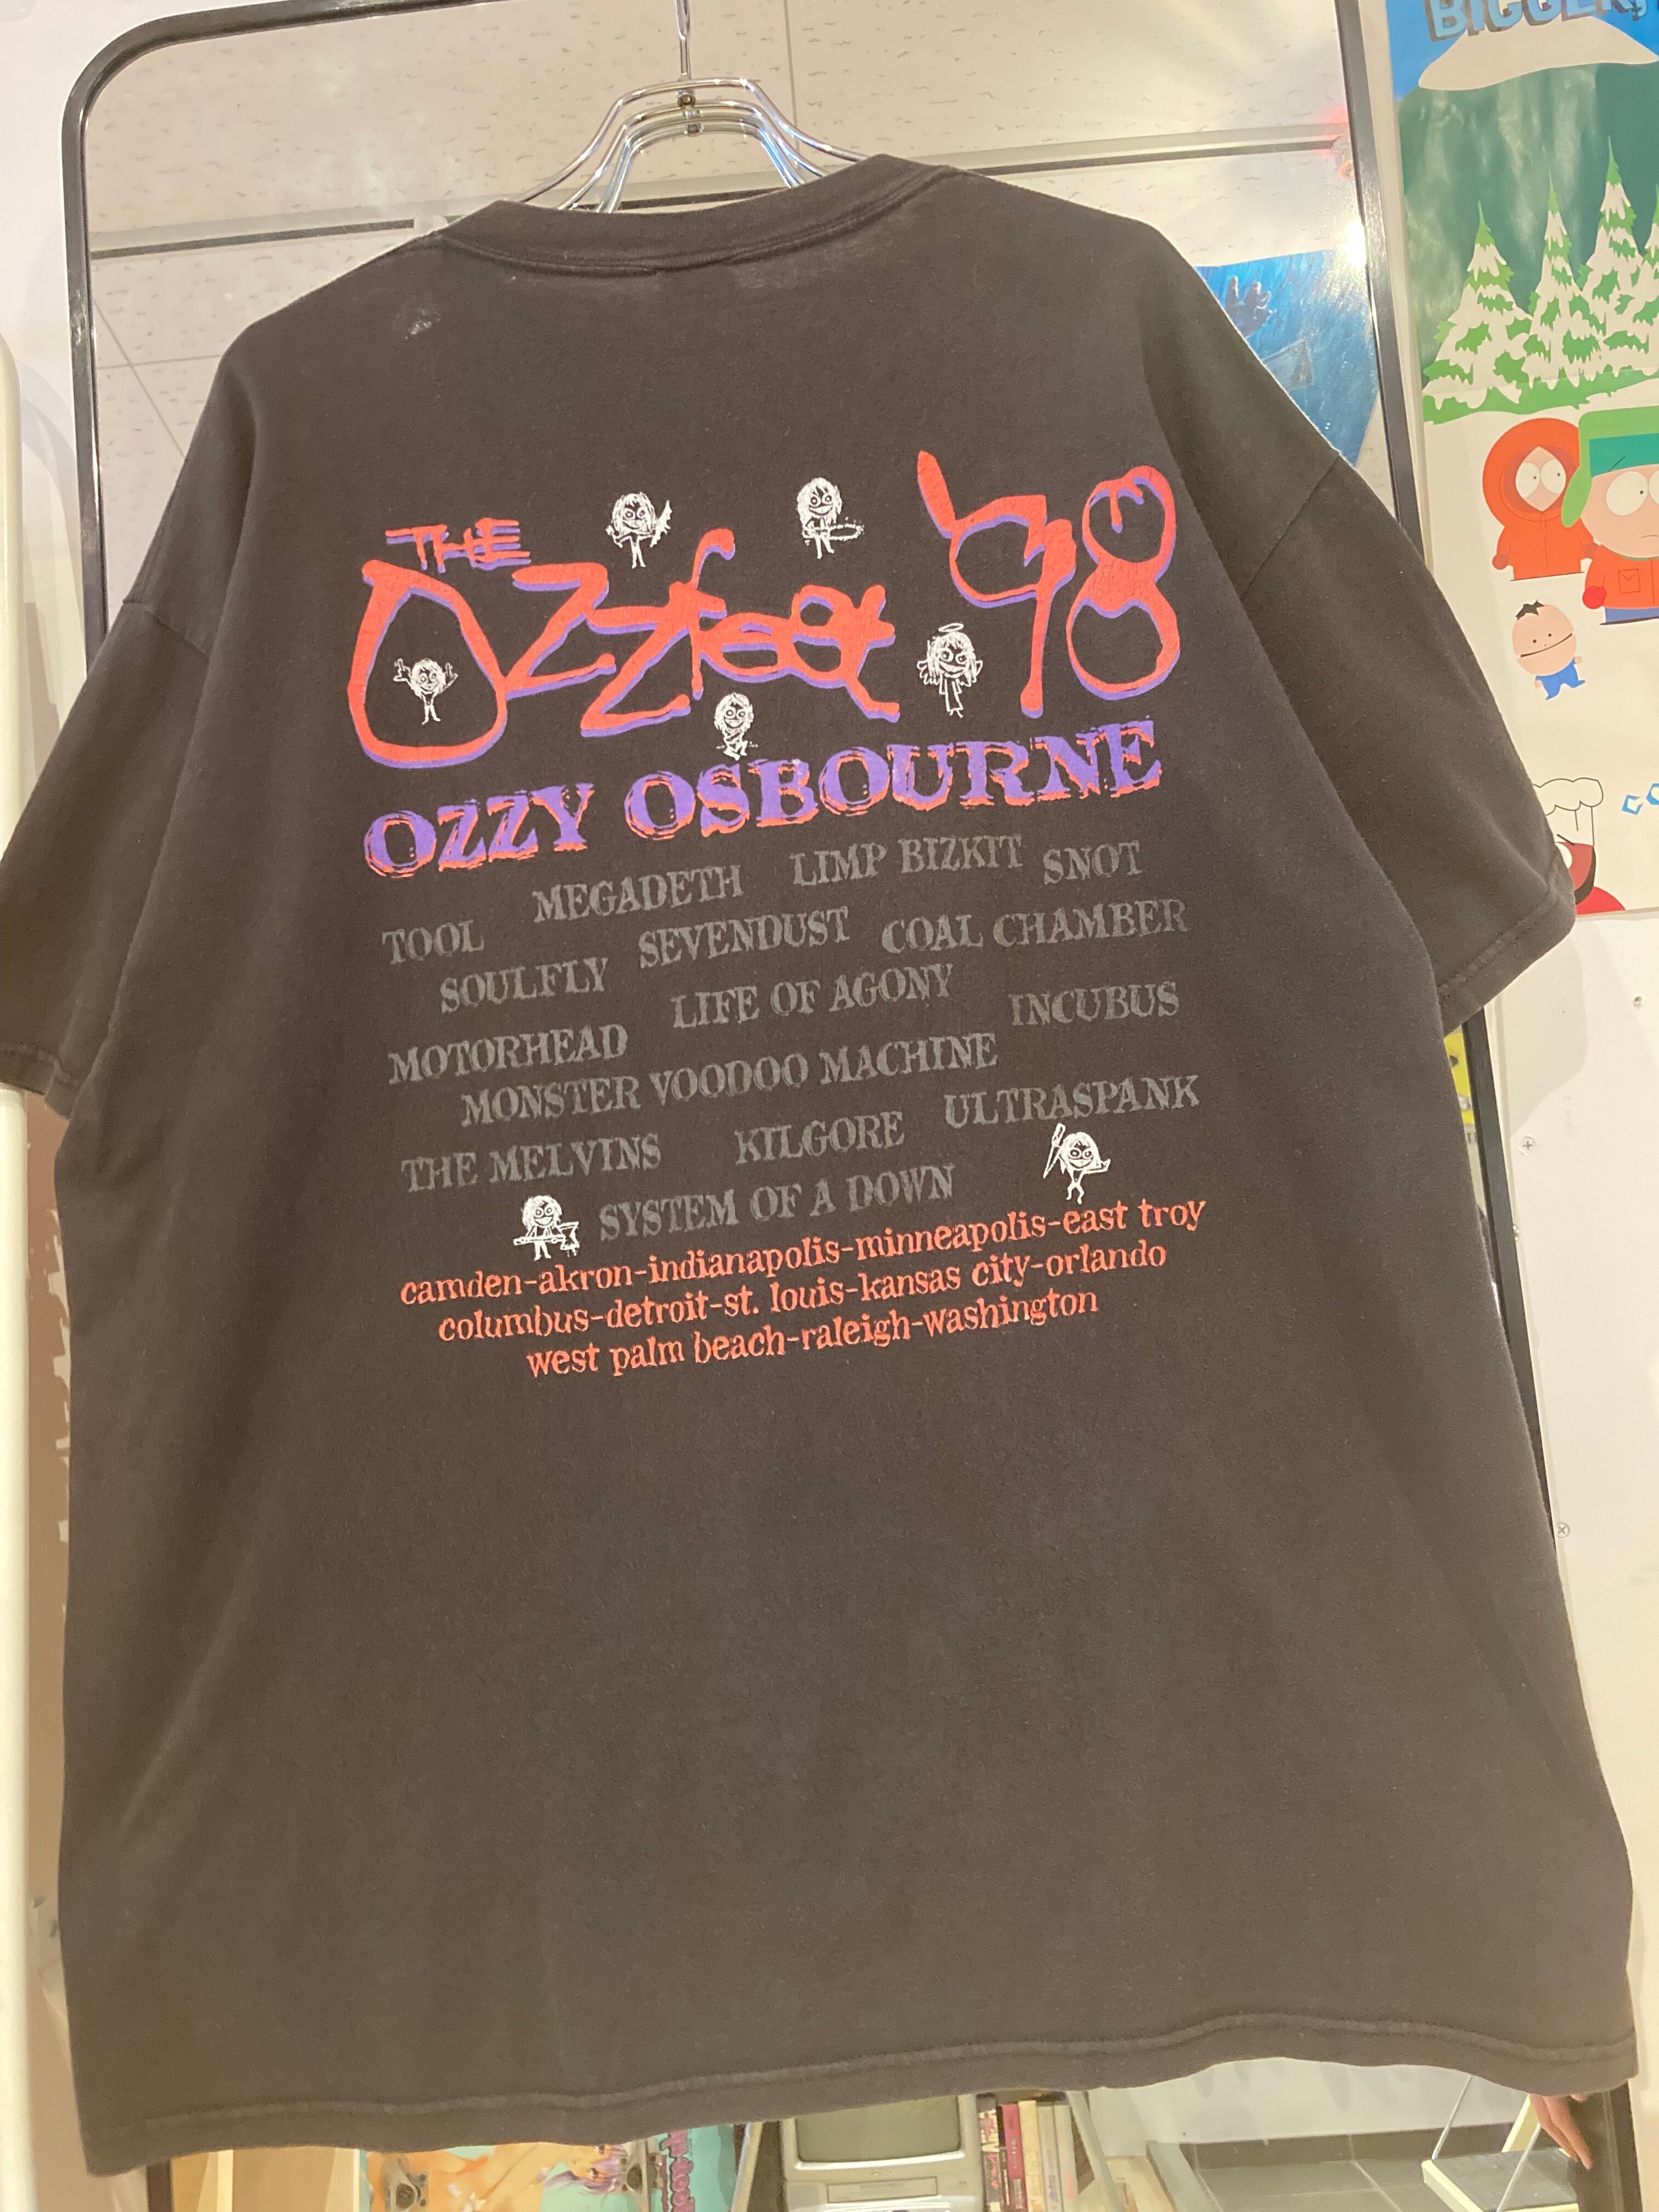 BIGGER,
THE
OZZfest '98
OZZY OSBOURNE
MEGADETH LIMP BIZKIT SNOT
TOOL SEVENDUST COAL CHAMBER
SOULFLY LIFE OF AGONY INCUBUS
MOTORHEAD
MONSTER VOODOO MACHINE
THE MELVINS KILGORE ULTRASPANK
SYSTEM OF A DOWN
camden-akron-indianapolis-minneapolis-east troy
columbus-detroit-st. louis-kansas city-orlando
west palm beach-raleigh-washington